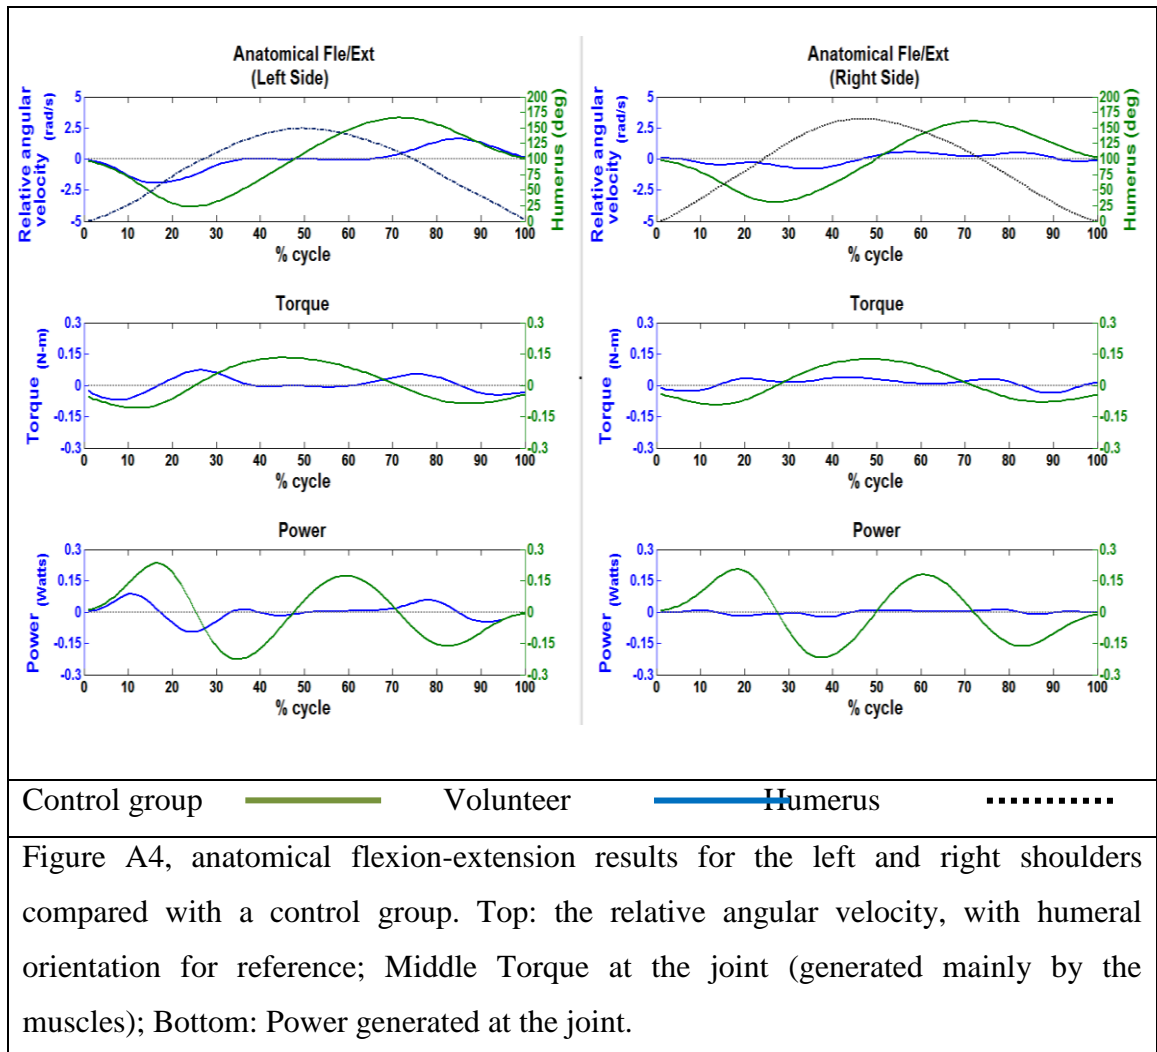 Anatomical Fle/Ext
(Left Side)
Relative angular
velocity (rad/s)
5
2.5
0
-2.5
-5
200
175
150
125
100
75
50
25
0
Humerus (deg)
0 10 20 30 40 50 60 70 80 90 100
% cycle
Anatomical Fle/Ext
(Right Side)
Relative angular
velocity (rad/s)
5
2.5
0
-2.5
-5
200
175
150
125
100
75
50
25
0
Humerus (deg)
0 10 20 30 40 50 60 70 80 90 100
% cycle
Torque
Torque (N-m)
0.3
0.15
0
-0.15
-0.3
0.3
0.15
0
-0.15
-0.3
0 10 20 30 40 50 60 70 80 90 100
% cycle
Torque
Torque (N-m)
0.3
0.15
0
-0.15
-0.3
0.3
0.15
0
-0.15
-0.3
0 10 20 30 40 50 60 70 80 90 100
% cycle
Power
Power (Watts)
0.3
0.15
0
-0.15
-0.3
0.3
0.15
0
-0.15
-0.3
0 10 20 30 40 50 60 70 80 90 100
% cycle
Power
Power (Watts)
0.3
0.15
0
-0.15
-0.3
0.3
0.15
0
-0.15
-0.3
0 10 20 30 40 50 60 70 80 90 100
% cycle
Control group Volunteer Humerus
Figure A4, anatomical flexion-extension results for the left and right shoulders
compared with a control group. Top: the relative angular velocity, with humeral
orientation for reference; Middle Torque at the joint (generated mainly by the
muscles); Bottom: Power generated at the joint.